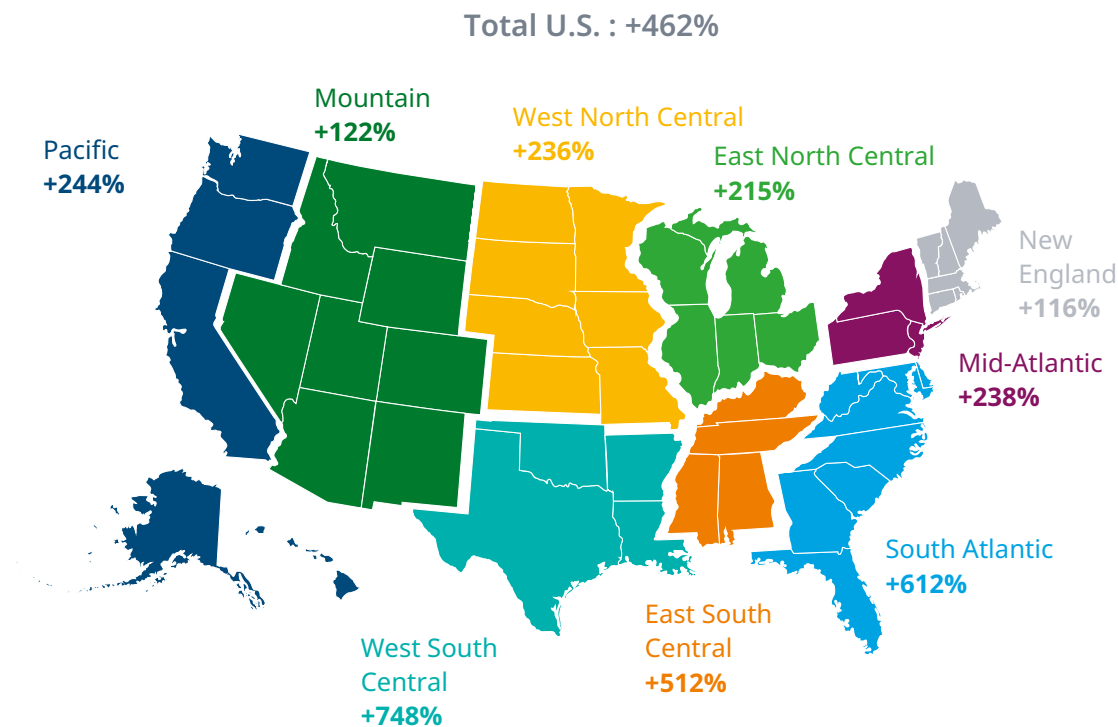 Total U.S. : +462%
Mountain
+122%
West North Central
+236%
Pacific
+244%
East North Central
+215%
New
England
+116%
Mid-Atlantic
+238%
South Atlantic
+612%
East South
Central
+512%
West South
Central
+748%